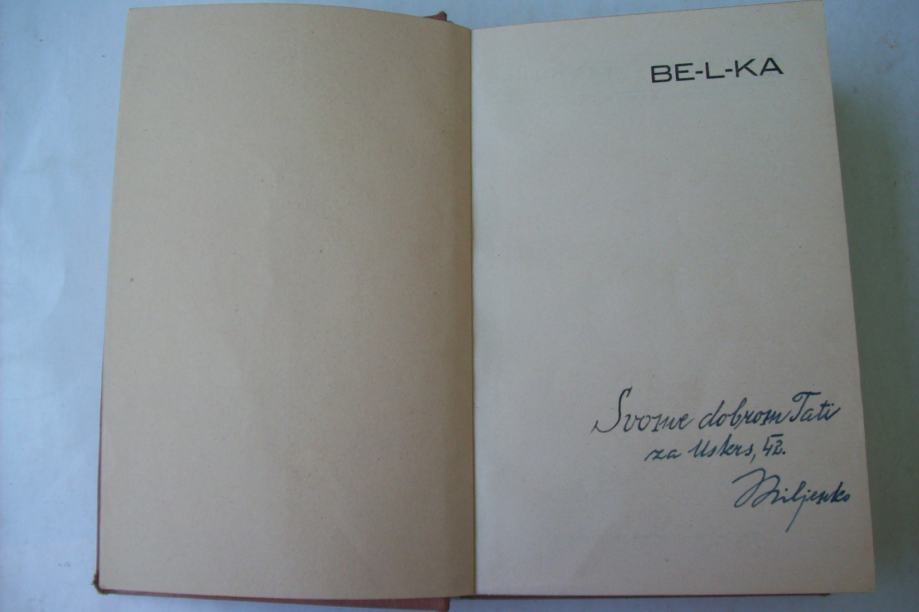 BE-L-KA
Svome dobrom Tati
za Uskrs, 42.
Miljenko